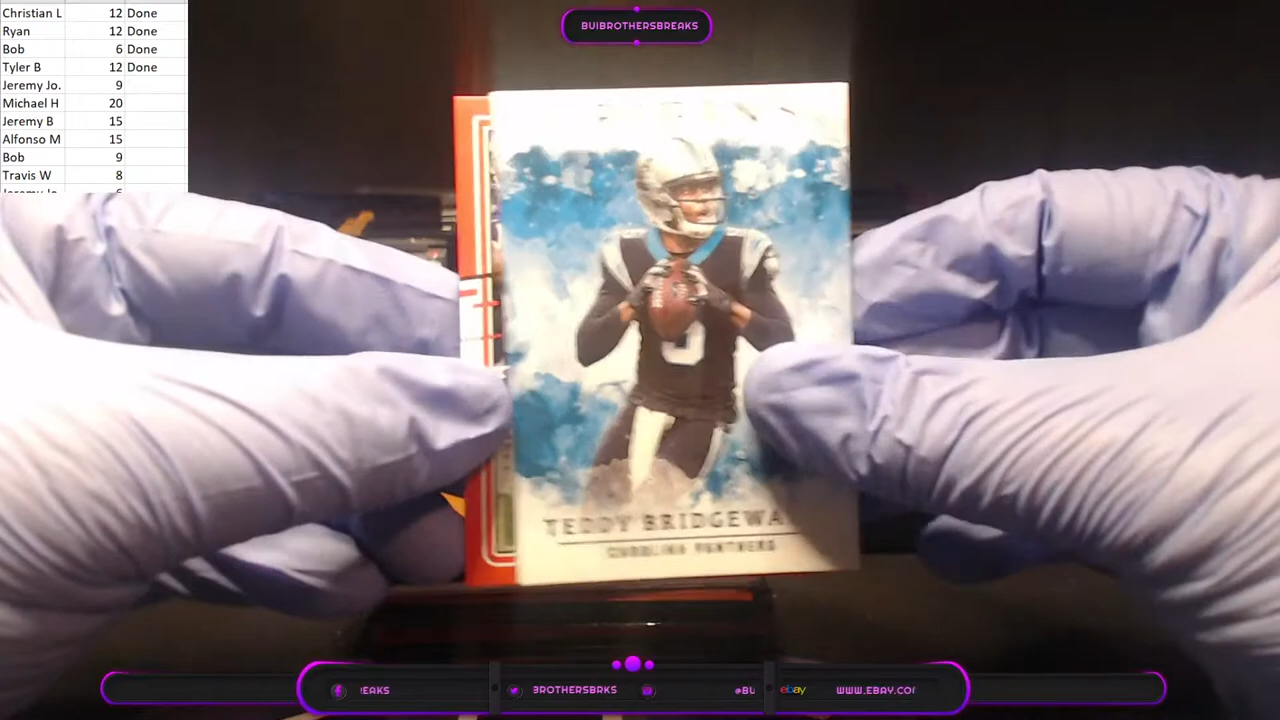 Christian L 12 Done
Ryan 12 Done
Bob 6 Done
Tyler B 12 Done
Jeremy Jo. 9
Michael H 20
Jeremy B 15
Alfonso M 15
Bob 9
Travis W 8
BUIBROTHERSBREAKS
TEDDY BRIDGEWA
CAROLINA PANTHERS
EAKS
BROTHERSBRKS
@BU
ebay
WWW.EBAY.CO